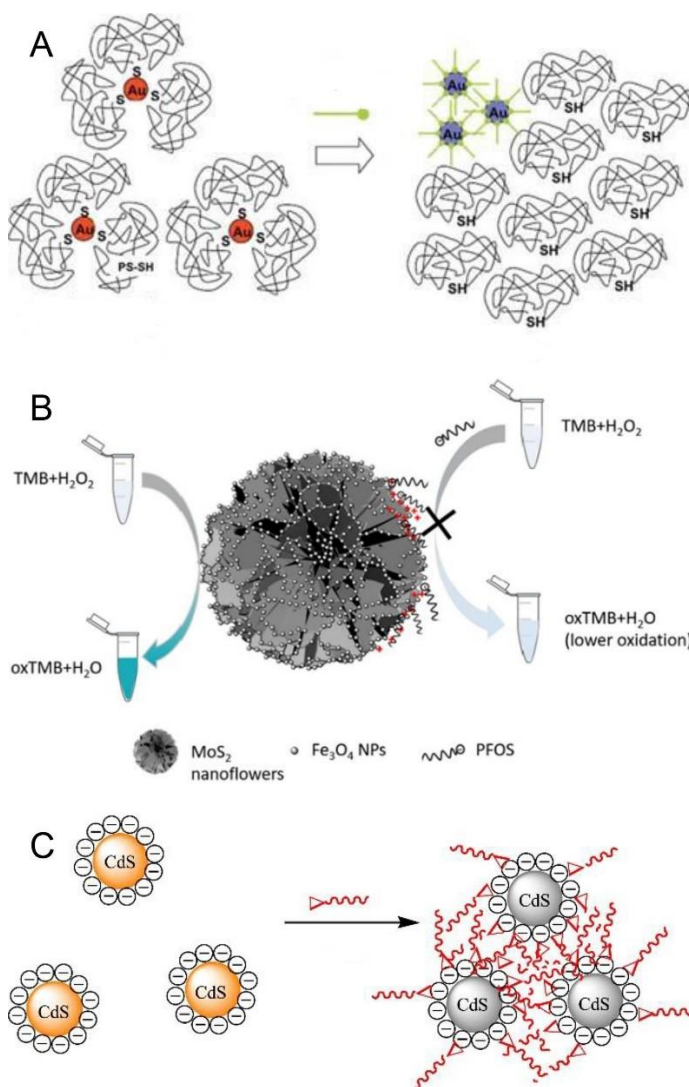 A
S
S
S
Au
Au
Au
Au
SH
SH
S
S
S
Au
S
S
S
Au
PS-SH
SH
SH
SH
SH
SH
SH
SH
B
TMB+H₂O₂
TMB+H₂O₂
oxTMB+H₂O
oxTMB+H₂O
(lower oxidation)
MoS₂
nanoflowers
Fe₃O₄ NPs
PFOS
C
CdS
CdS
CdS
CdS
CdS
CdS